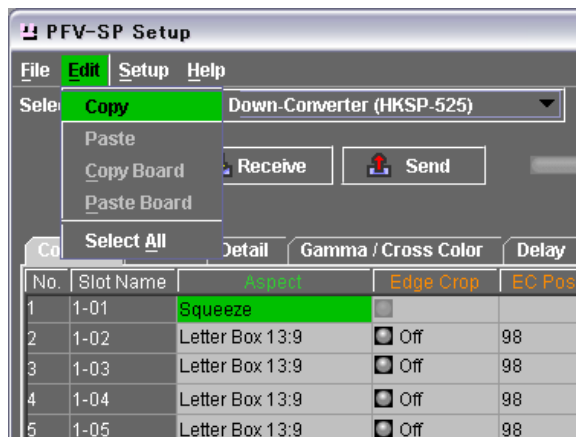 PFV-SP Setup
File Edit Setup Help
Copy Down-Converter (HKSP-525)
Paste
Copy Board Receive Send
Paste Board
Select All
Detail Gamma / Cross Color Delay
No. Slot Name Aspect Edge Crop EC Pos
1 1-01 Squeeze
2 1-02 Letter Box 13:9 Off 98
3 1-03 Letter Box 13:9 Off 98
4 1-04 Letter Box 13:9 Off 98
5 1-05 Letter Box 13:9 Off 98